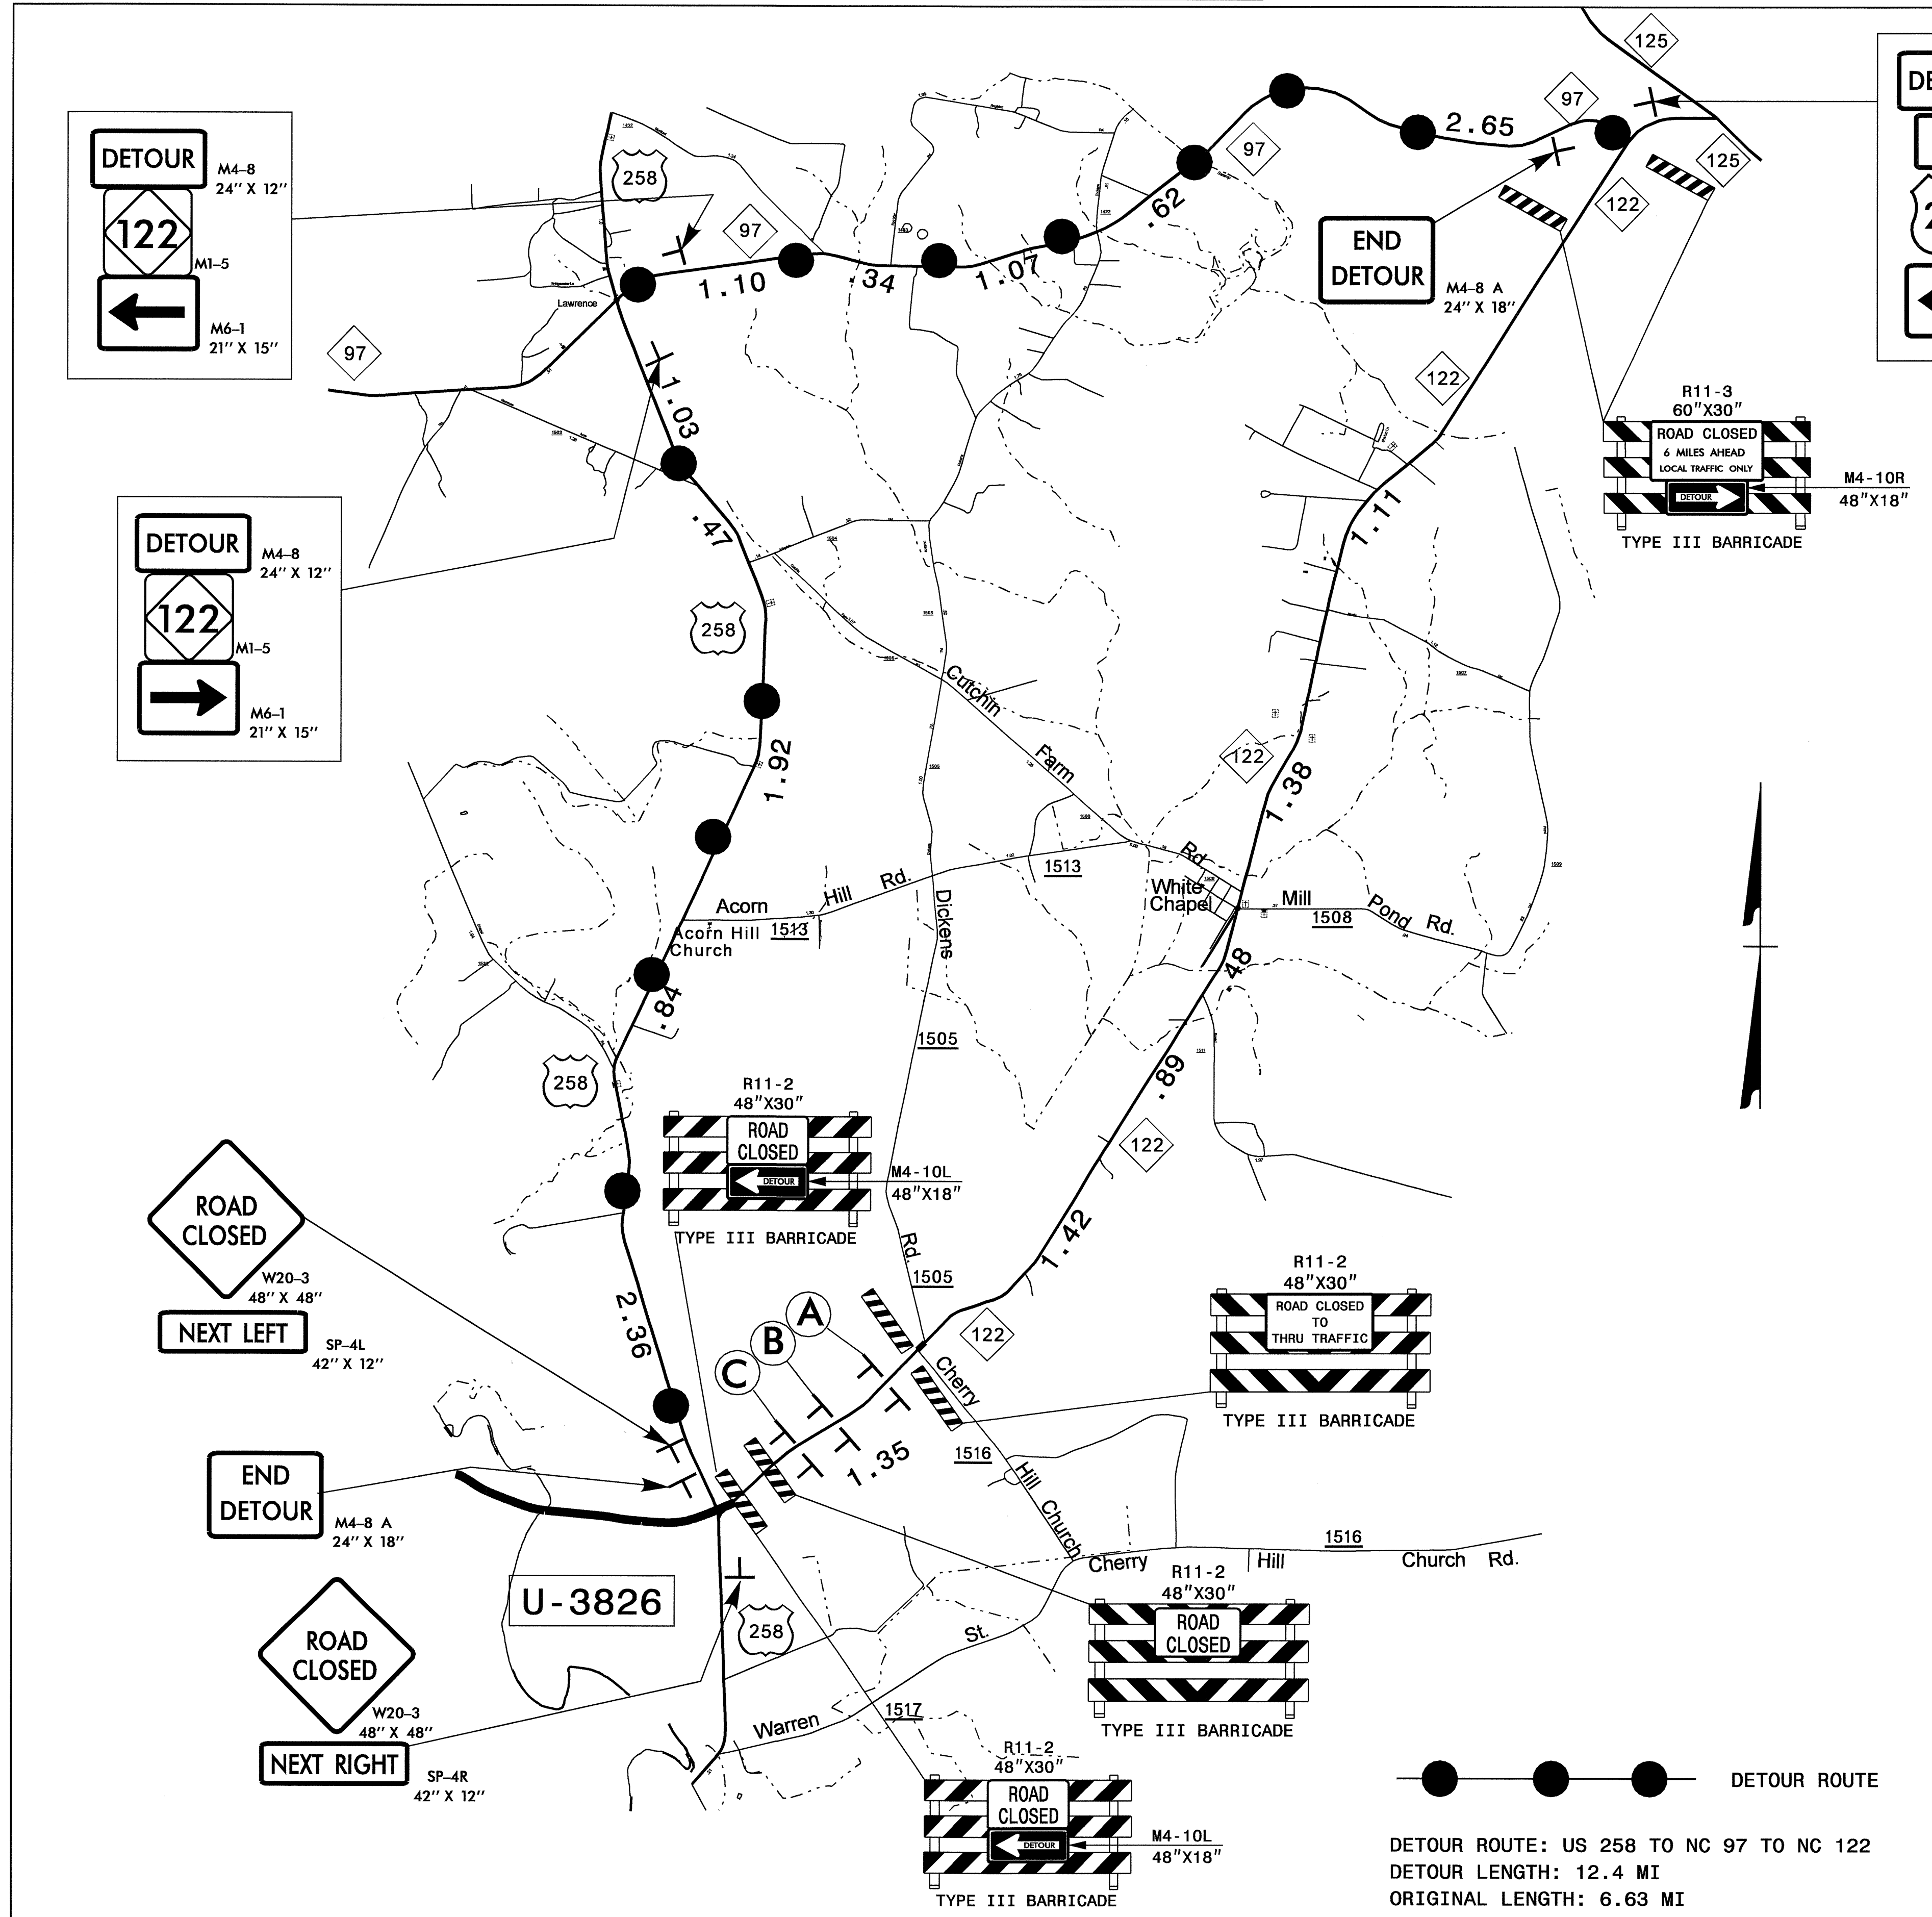 125
97
DE
DETOUR
M4-8
24'' X 12''
122
M1-5
M6-1
21'' X 15''
258
97
97
2.65
125
122
.62
END
DETOUR
M4-8 A
24'' X 18''
1.10
.34
1.07
Lawrence
97
1.03
122
R11-3
60"X30"
ROAD CLOSED
6 MILES AHEAD
LOCAL TRAFFIC ONLY
DETOUR
M4-10R
48"X18"
TYPE III BARRICADE
DETOUR
M4-8
24'' X 12''
122
M1-5
M6-1
21'' X 15''
.47
1.11
258
Cutchin
Farm
Rd
122
1.92
1.38
1513
White
Chapel
Mill
Pond Rd.
1508
Acorn
Hill
Rd.
Acorn Hill
Church
1513
Dickens
.48
.84
1505
258
.89
122
R11-2
48"X30"
ROAD
CLOSED
DETOUR
M4-10L
48"X18"
TYPE III BARRICADE
ROAD
CLOSED
W20-3
48'' X 48''
NEXT LEFT
SP-4L
42'' X 12''
Rd.
1505
1.42
2.36
A
B
C
122
R11-2
48"X30"
ROAD CLOSED
TO
THRU TRAFFIC
TYPE III BARRICADE
Cherry
1516
Hill
Church
1.35
END
DETOUR
M4-8 A
24'' X 18''
1516
Cherry
Hill
Church Rd.
U-3826
258
St.
R11-2
48"X30"
ROAD
CLOSED
TYPE III BARRICADE
ROAD
CLOSED
W20-3
48'' X 48''
NEXT RIGHT
SP-4R
42'' X 12''
Warren
1517
R11-2
48"X30"
ROAD
CLOSED
DETOUR
M4-10L
48"X18"
TYPE III BARRICADE
DETOUR ROUTE
DETOUR ROUTE: US 258 TO NC 97 TO NC 122
DETOUR LENGTH: 12.4 MI
ORIGINAL LENGTH: 6.63 MI